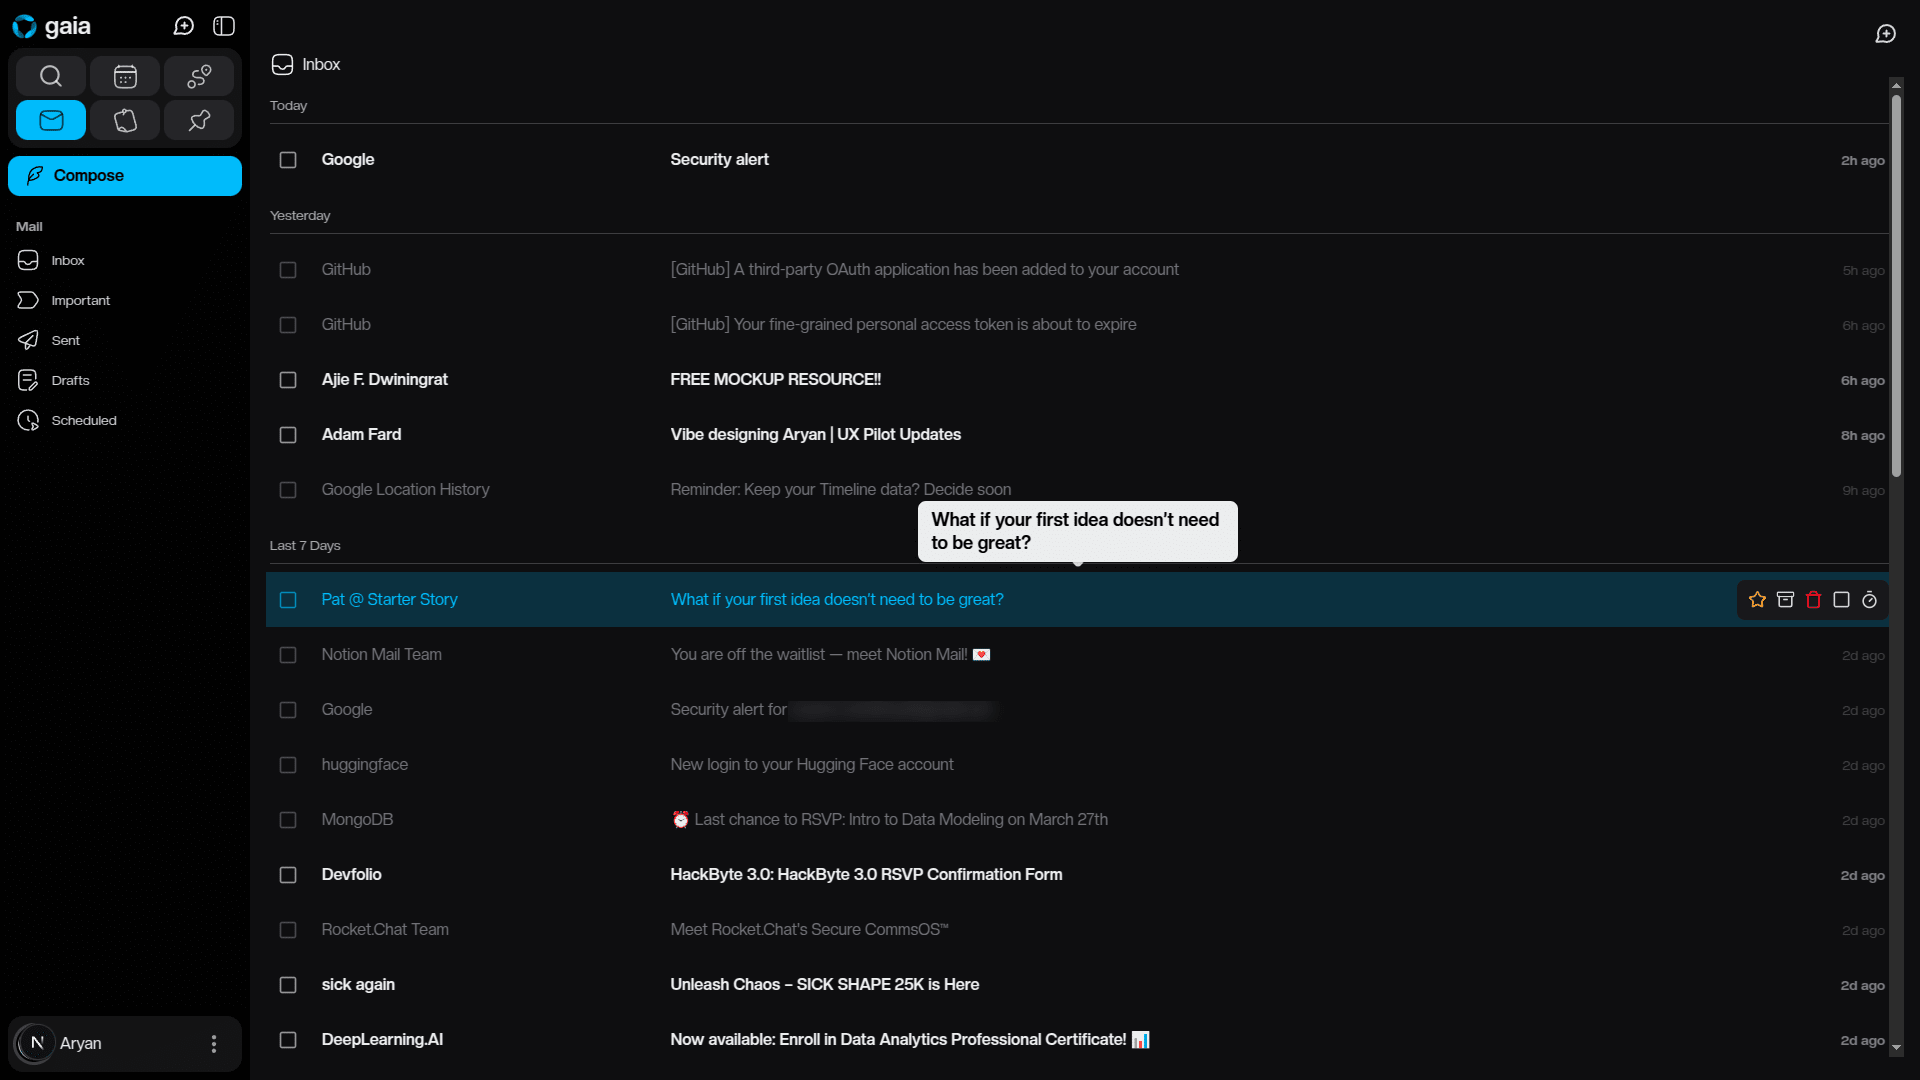 gaia
Compose
Mail
Inbox
Important
Sent
Drafts
Scheduled
N Aryan
Inbox
Today
Google Security alert 2h ago
Yesterday
GitHub [GitHub] A third-party OAuth application has been added to your account 5h ago
GitHub [GitHub] Your fine-grained personal access token is about to expire 6h ago
Ajie F. Dwiningrat FREE MOCKUP RESOURCE!! 6h ago
Adam Fard Vibe designing Aryan | UX Pilot Updates 8h ago
Google Location History Reminder: Keep your Timeline data? Decide soon 9h ago
What if your first idea doesn't need
to be great?
Last 7 Days
Pat @ Starter Story What if your first idea doesn't need to be great?
Notion Mail Team You are off the waitlist — meet Notion Mail! 💌 2d ago
Google Security alert for 2d ago
huggingface New login to your Hugging Face account 2d ago
MongoDB ⏰ Last chance to RSVP: Intro to Data Modeling on March 27th 2d ago
Devfolio HackByte 3.0: HackByte 3.0 RSVP Confirmation Form 2d ago
Rocket.Chat Team Meet Rocket.Chat's Secure CommsOS™ 2d ago
sick again Unleash Chaos – SICK SHAPE 25K is Here 2d ago
DeepLearning.AI Now available: Enroll in Data Analytics Professional Certificate! 📊 2d ago